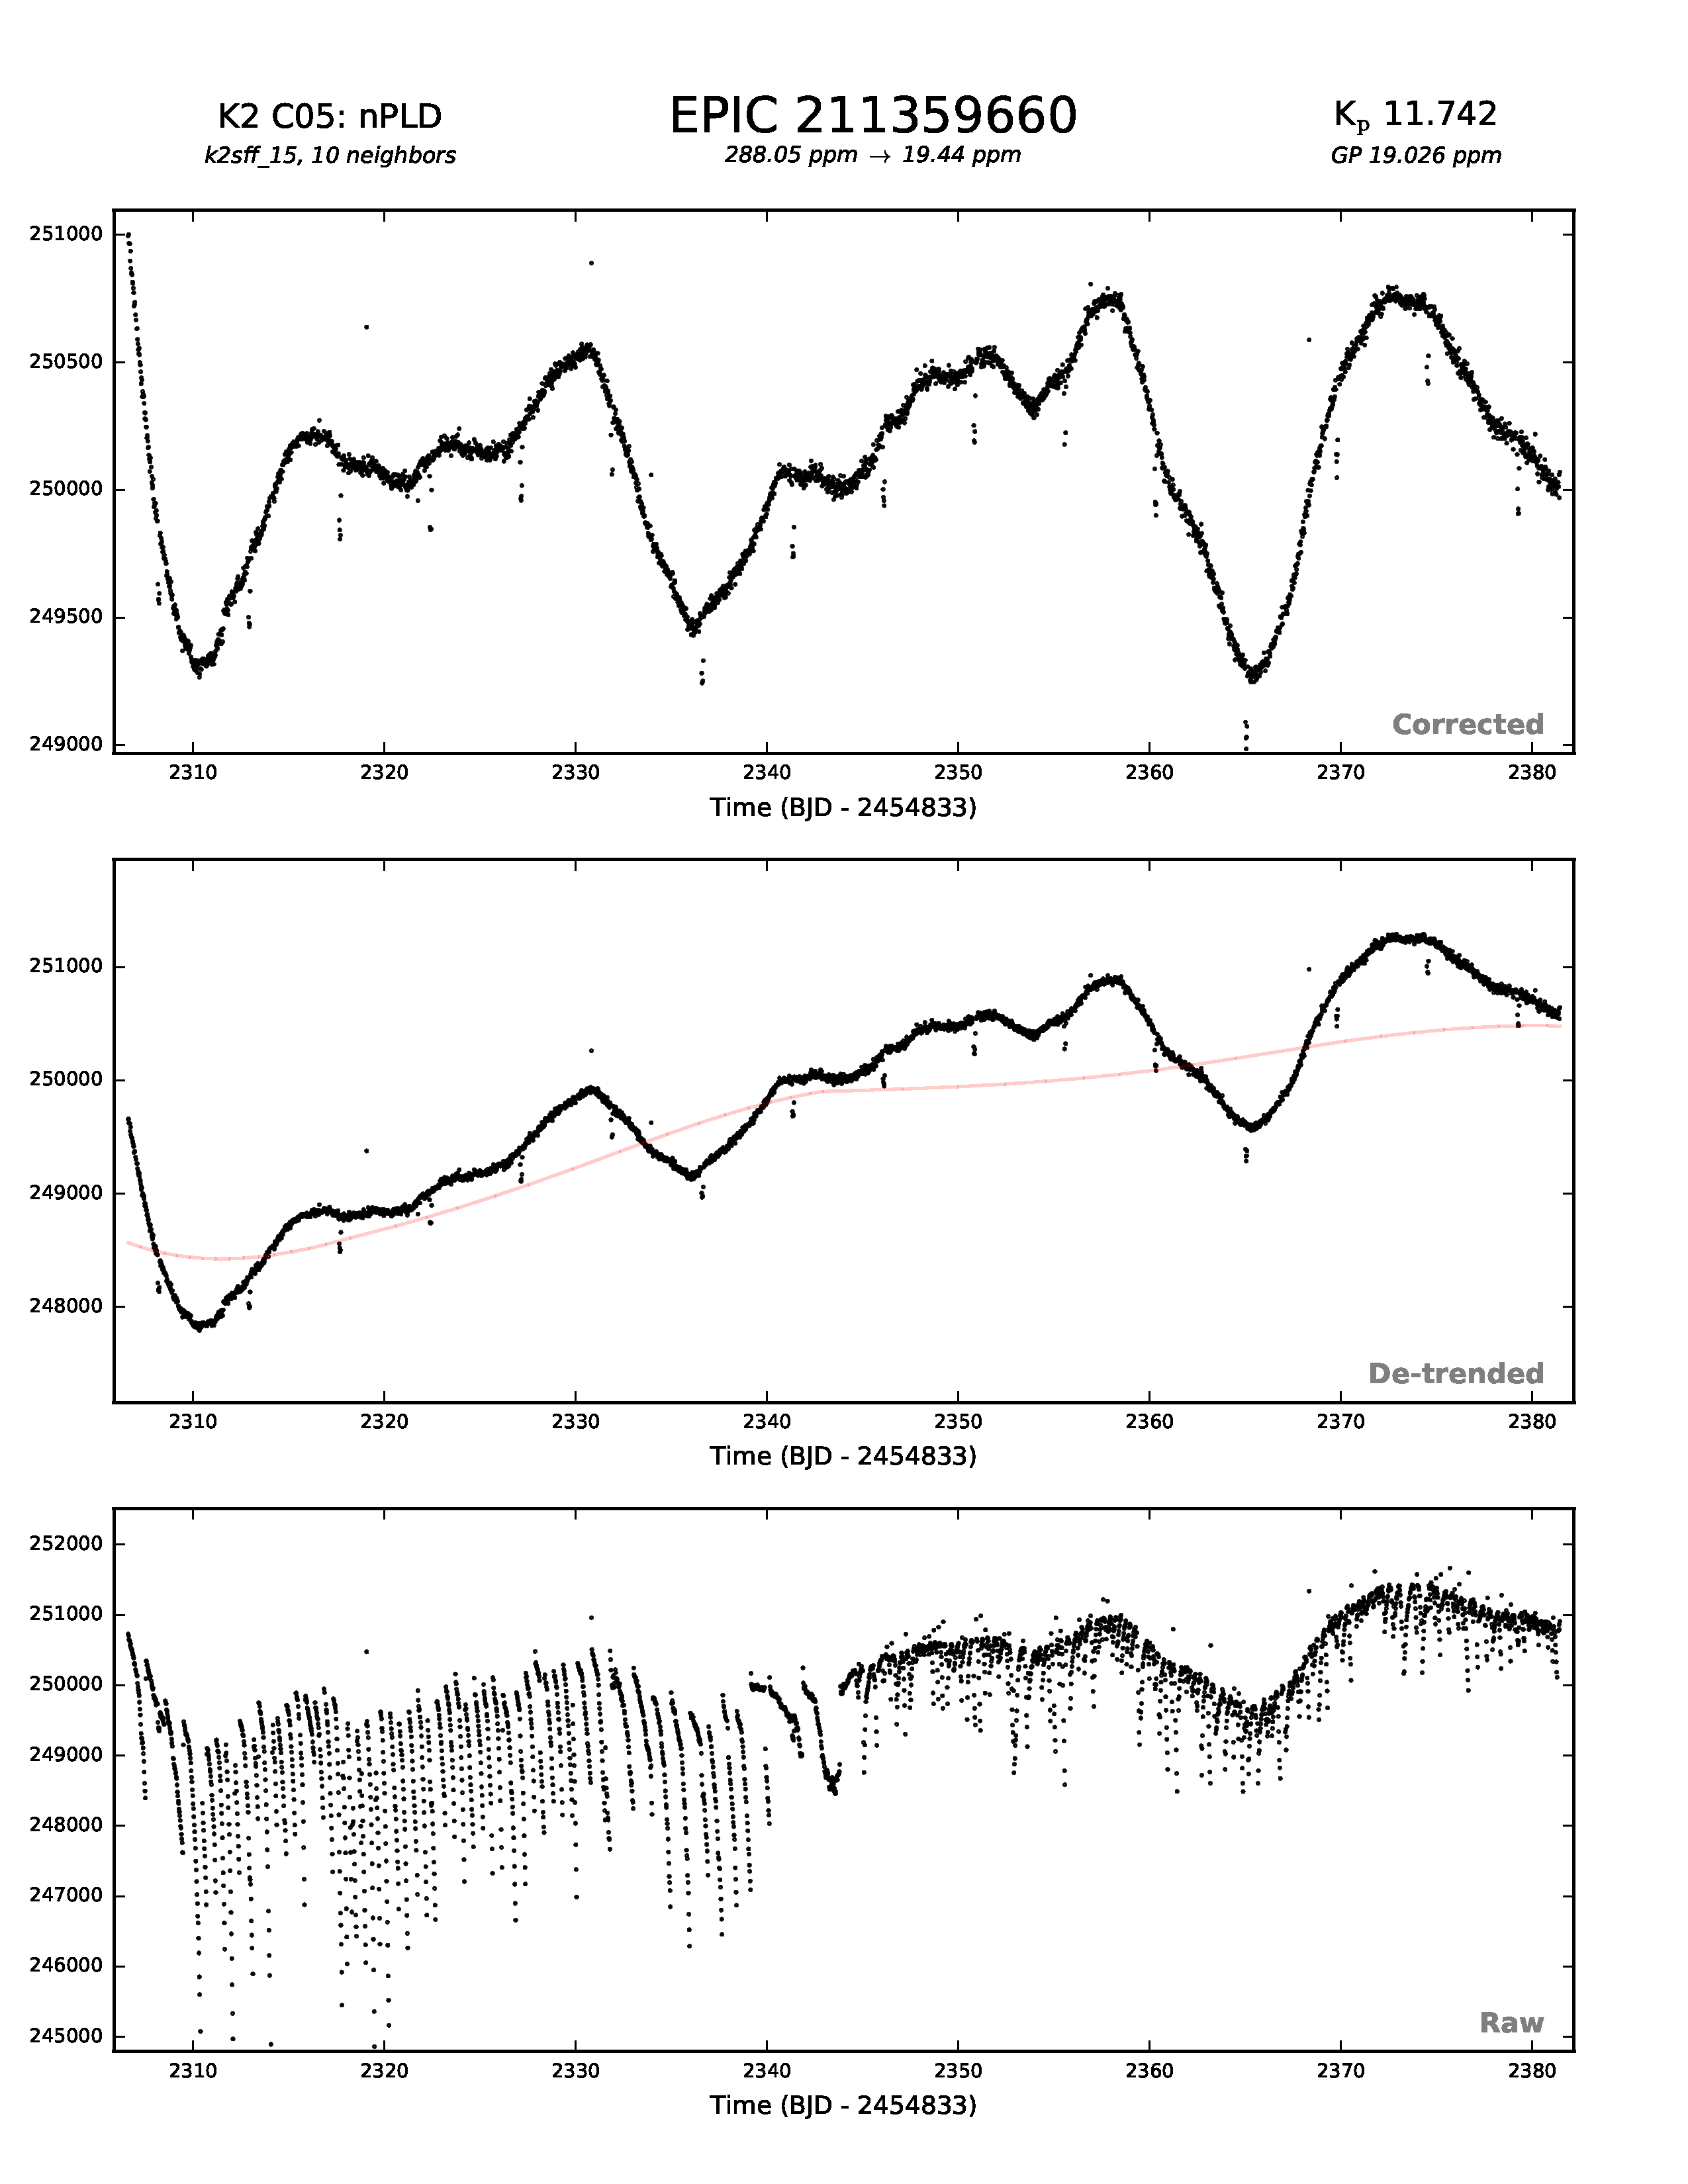 K2 C05: nPLD
EPIC 211359660
Kp 11.742
k2sff_15, 10 neighbors
288.05 ppm → 19.44 ppm
GP 19.026 ppm
251000
250500
250000
249500
249000
Corrected
2310 2320 2330 2340 2350 2360 2370 2380
Time (BJD - 2454833)
251000
250000
249000
248000
De-trended
2310 2320 2330 2340 2350 2360 2370 2380
Time (BJD - 2454833)
252000
251000
250000
249000
248000
247000
246000
245000
Raw
2310 2320 2330 2340 2350 2360 2370 2380
Time (BJD - 2454833)